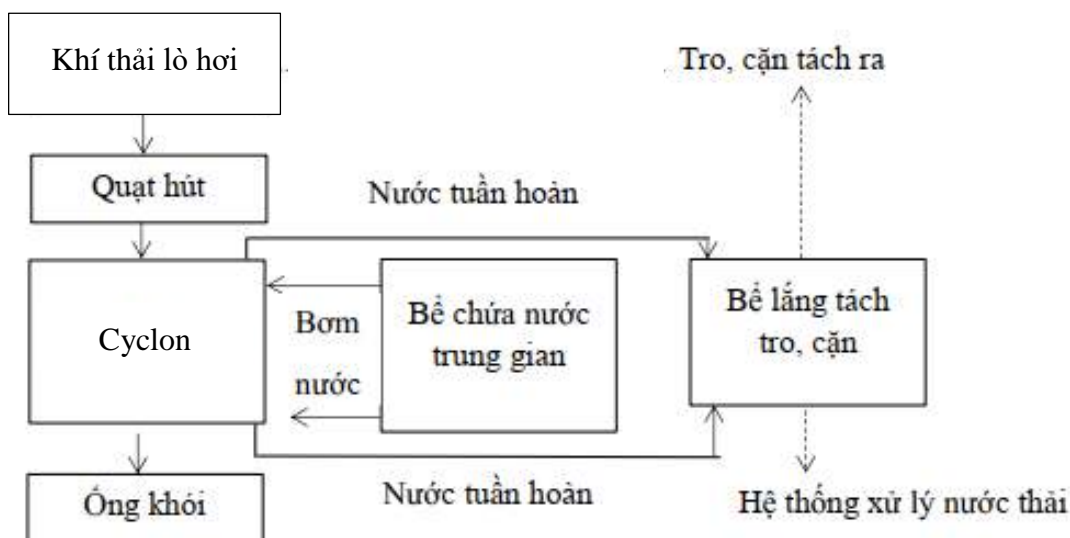 Khí thải lò hơi
Tro, cặn tách ra
Quạt hút
Nước tuần hoàn
Cyclon
Bơm
nước
Bể chứa nước
trung gian
Bể lắng tách
tro, cặn
Ống khói
Nước tuần hoàn
Hệ thống xử lý nước thải